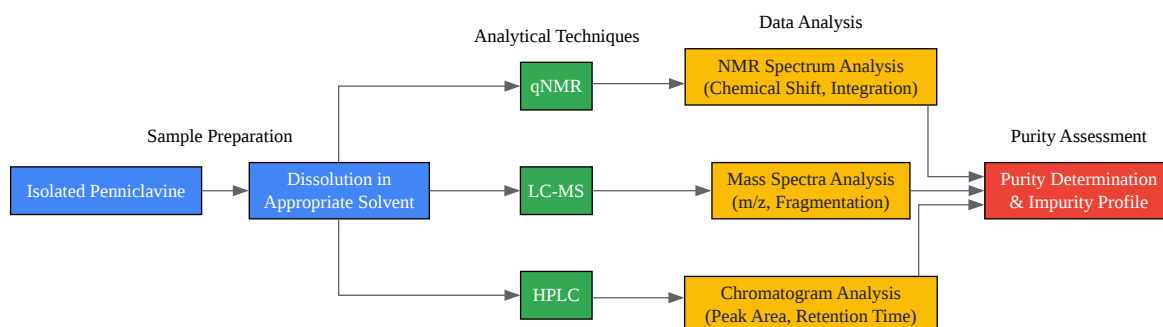 Data Analysis
Analytical Techniques
NMR Spectrum Analysis
(Chemical Shift, Integration)
qNMR
Sample Preparation
Purity Assessment
Isolated Penniclavine
Dissolution in
Appropriate Solvent
LC-MS
Mass Spectra Analysis
(m/z, Fragmentation)
Purity Determination
& Impurity Profile
HPLC
Chromatogram Analysis
(Peak Area, Retention Time)